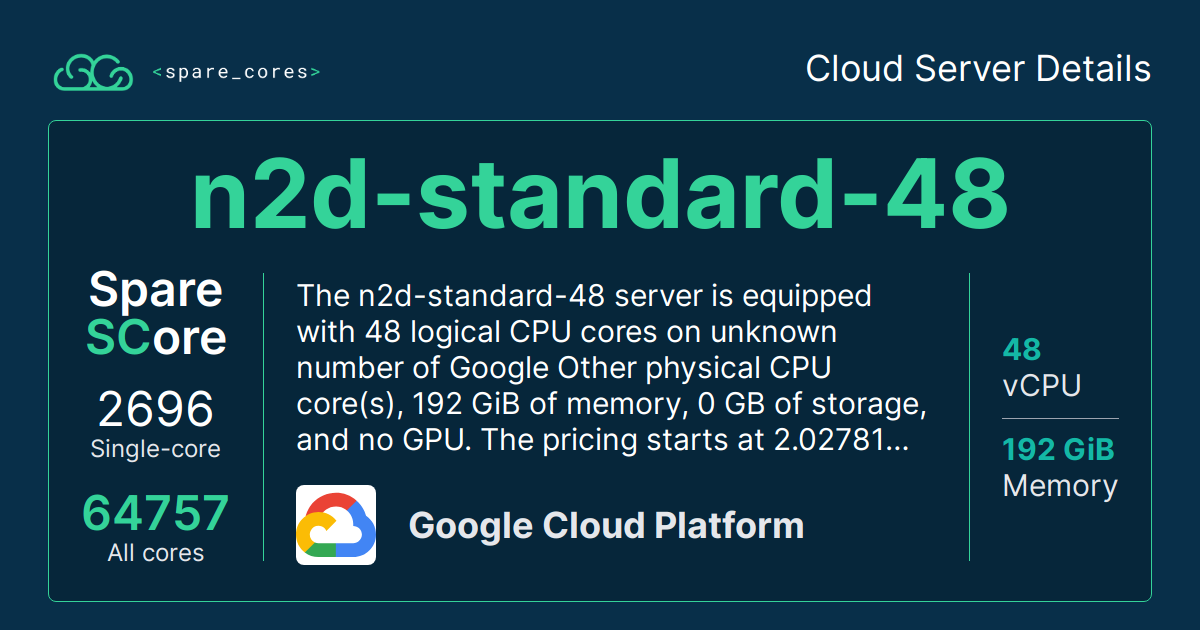 <spare_cores>
Cloud Server Details
n2d-standard-48
Spare
SCore
2696
Single-core
64757
All cores
The n2d-standard-48 server is equipped
with 48 logical CPU cores on unknown
number of Google Other physical CPU
core(s), 192 GiB of memory, 0 GB of storage,
and no GPU. The pricing starts at 2.02781...
Google Cloud Platform
48
vCPU
192 GiB
Memory